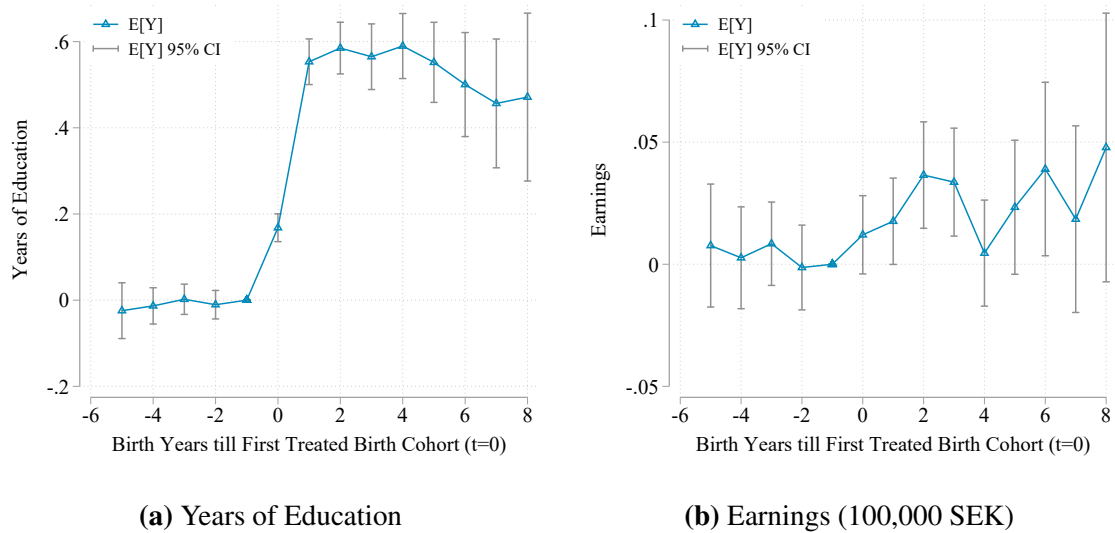 E[Y]
E[Y] 95% CI
.6
.4
.2
0
-.2
Years of Education
-6 -4 -2 0 2 4 6 8
Birth Years till First Treated Birth Cohort (t=0)
(a) Years of Education
E[Y]
E[Y] 95% CI
.1
.05
0
-.05
Earnings
-6 -4 -2 0 2 4 6 8
Birth Years till First Treated Birth Cohort (t=0)
(b) Earnings (100,000 SEK)